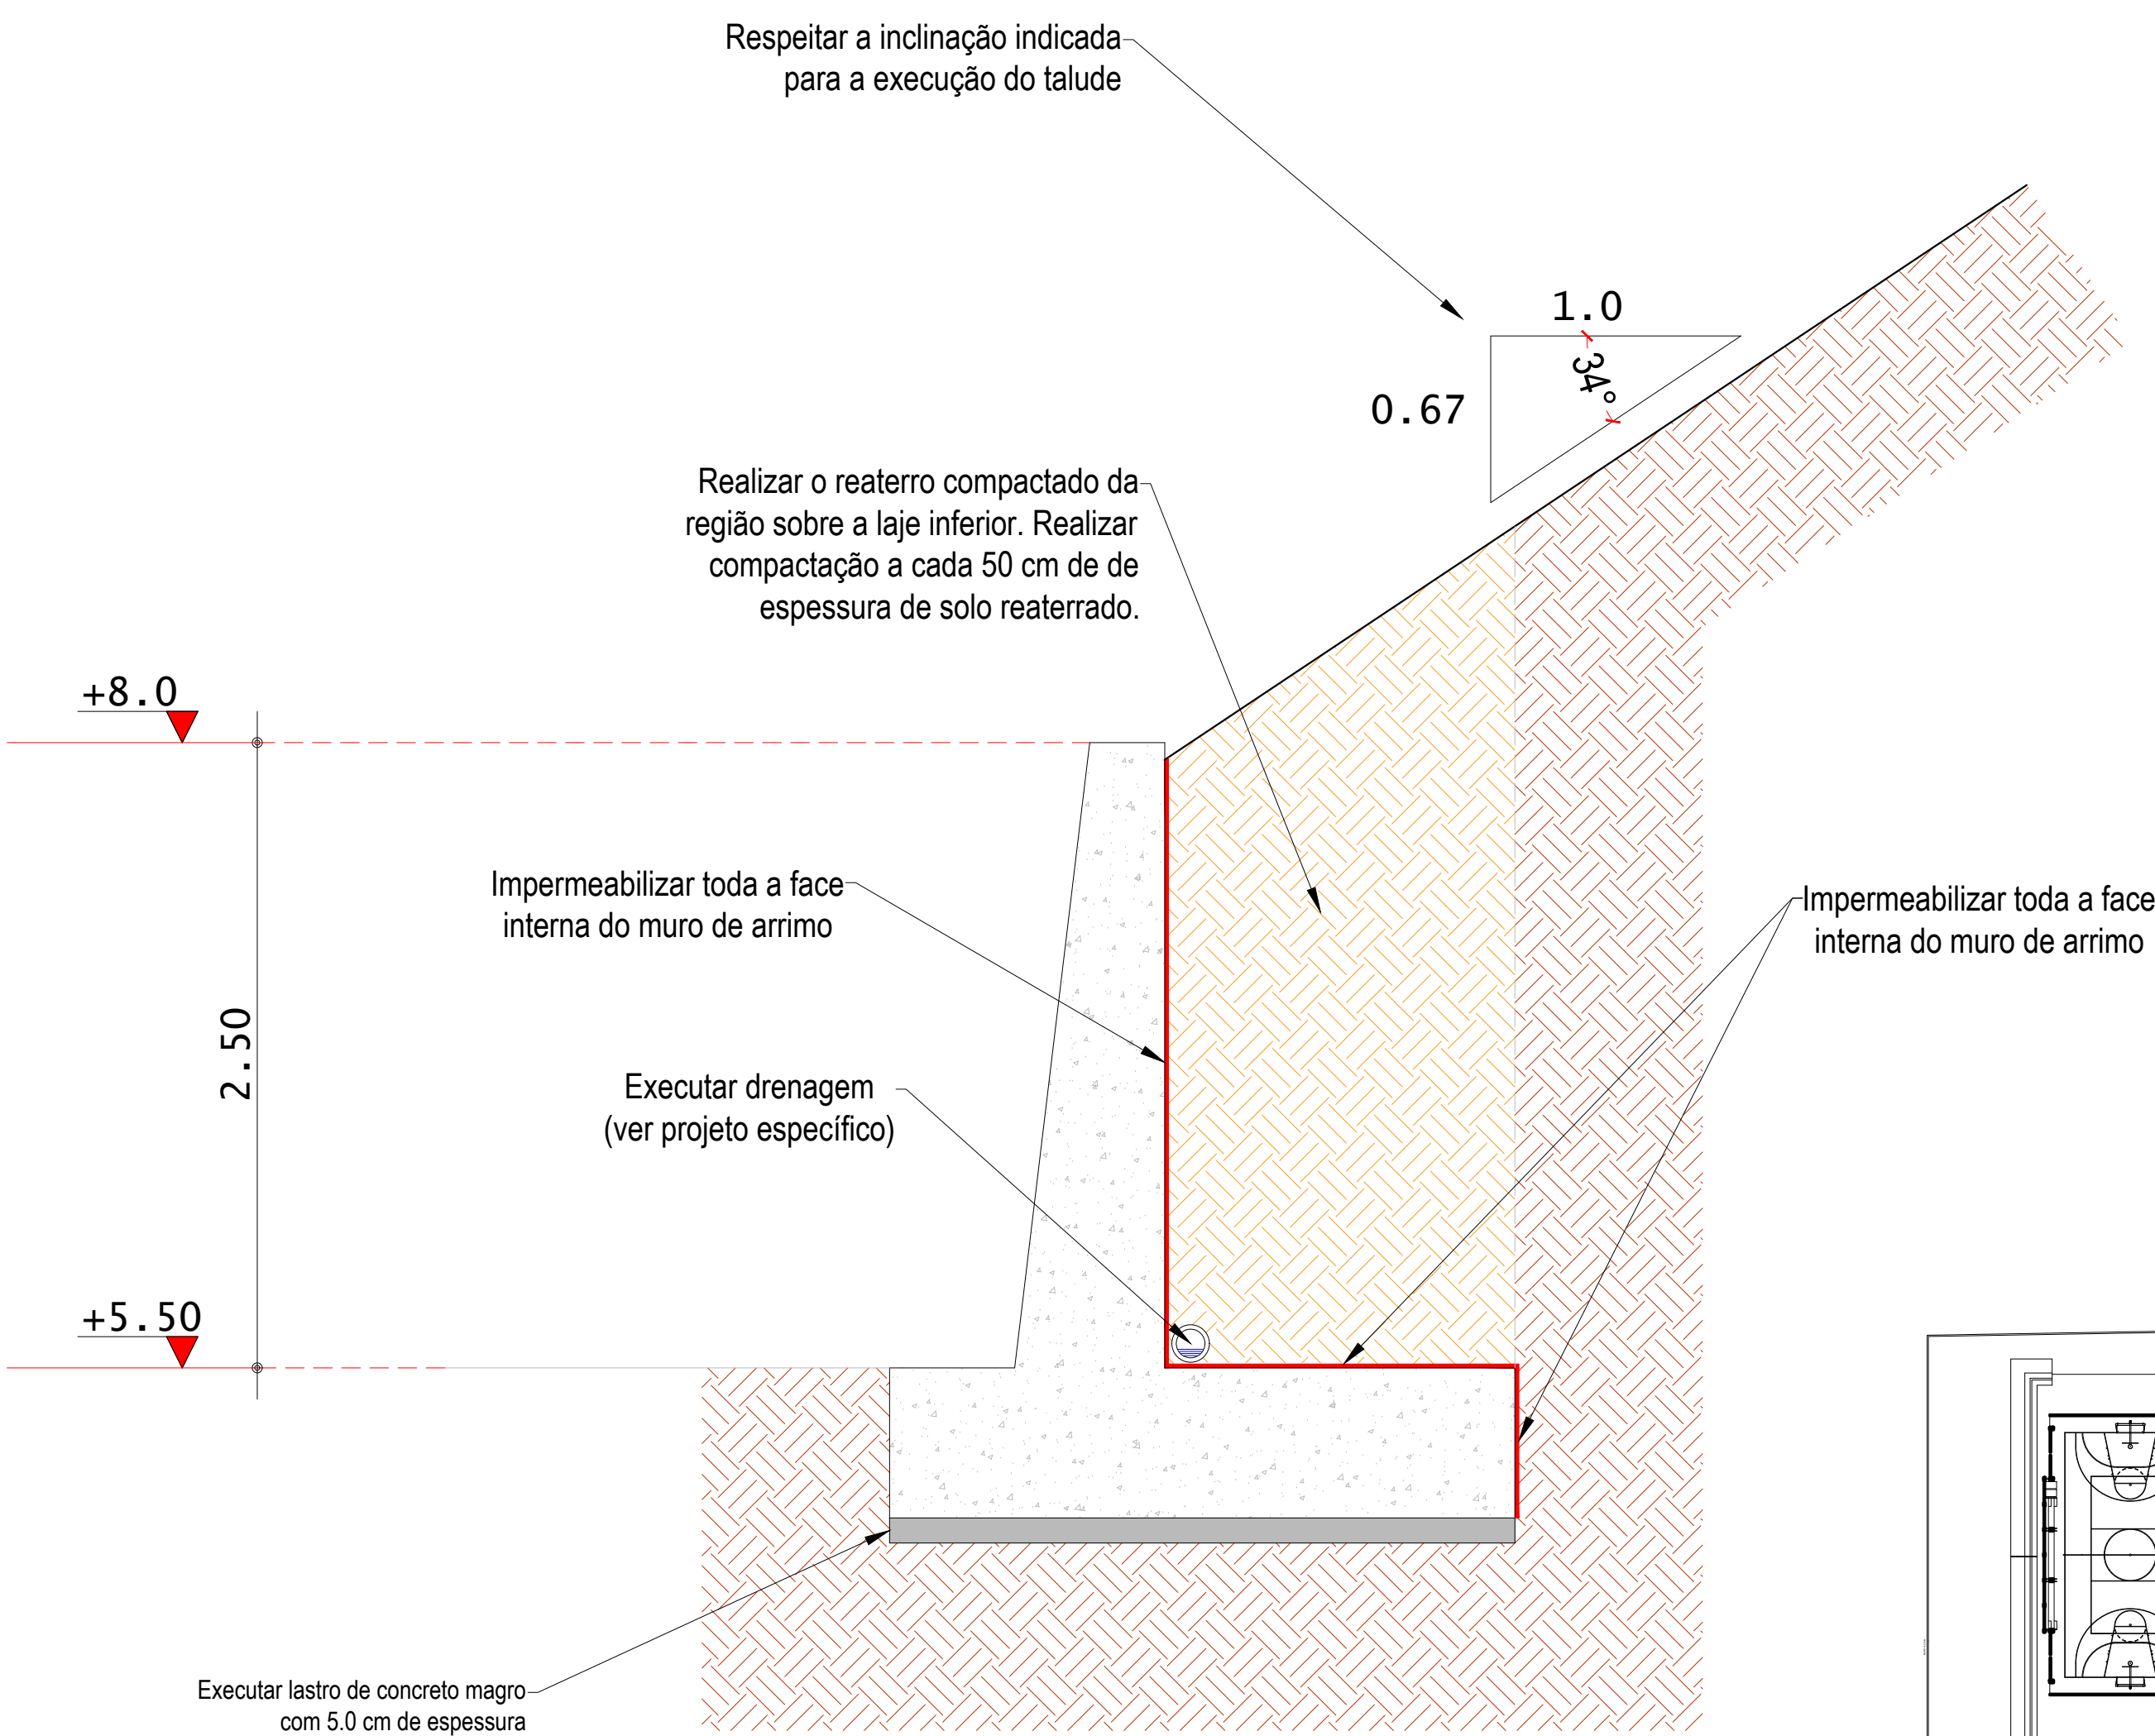 Respeitar a inclinação indicada
para a execução do talude
1.0
34°
0.67
Realizar o reaterro compactado da
região sobre a laje inferior. Realizar
compactação a cada 50 cm de de
espessura de solo reaterrado.
+8.0
Impermeabilizar toda a face
interna do muro de arrimo
Impermeabilizar toda a face
interna do muro de arrimo
2.50
Executar drenagem
(ver projeto específico)
+5.50
Executar lastro de concreto magro
com 5.0 cm de espessura